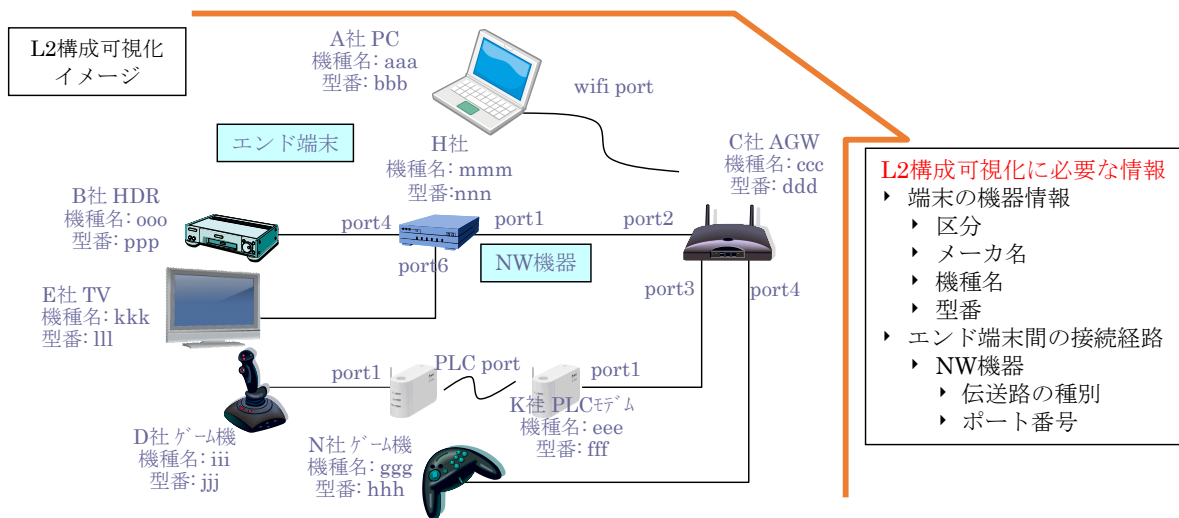 L2構成可視化
イメージ
A社 PC
機種名: aaa
型番: bbb
wifi port
エンド端末
H社
機種名: mmm
型番:nnn
C社 AGW
機種名: ccc
型番: ddd
B社 HDR
機種名: ooo
型番: ppp
port4
port1
port2
port6
NW機器
port3
port4
E社 TV
機種名: kkk
型番: lll
port1
PLC port
port1
K社 PLCﾓﾃﾞﾑ
機種名: eee
型番: fff
D社 ｹﾞｰﾑ機
機種名: iii
型番: jjj
N社 ｹﾞｰﾑ機
機種名: ggg
型番: hhh
L2構成可視化に必要な情報
‣ 端末の機器情報
‣ 区分
‣ メーカ名
‣ 機種名
‣ 型番
‣ エンド端末間の接続経路
‣ NW機器
‣ 伝送路の種別
‣ ポート番号